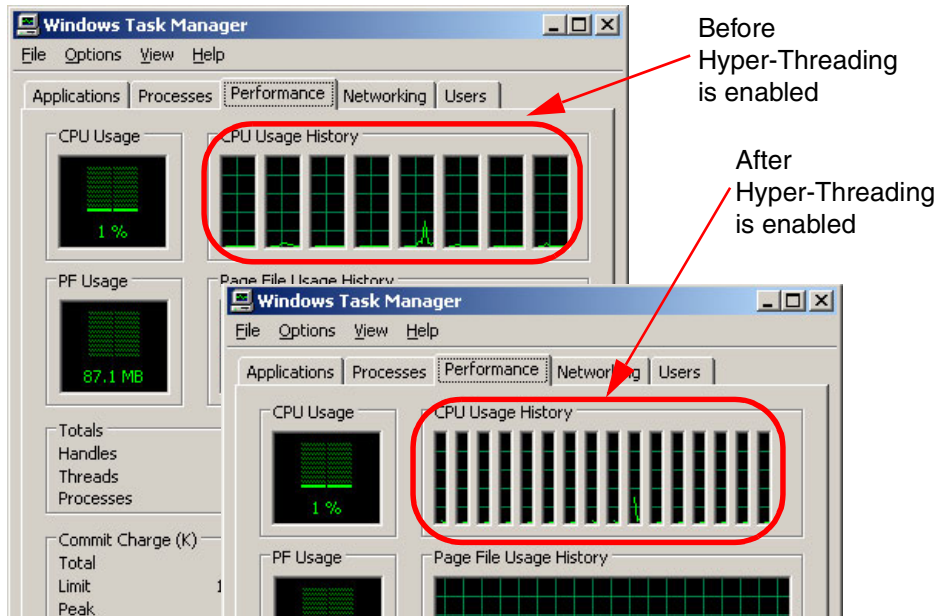 Windows Task Manager
File Options View Help
Applications Processes Performance Networking Users
CPU Usage
CPU Usage History
1 %
PF Usage
Page File Usage History
87.1 MB
Totals
Handles
Threads
Processes
Commit Charge (K)
Total
Limit 1
Peak
Before
Hyper-Threading
is enabled
After
Hyper-Threading
is enabled
Windows Task Manager
File Options View Help
Applications Processes Performance Networking Users
CPU Usage
CPU Usage History
1 %
PF Usage
Page File Usage History